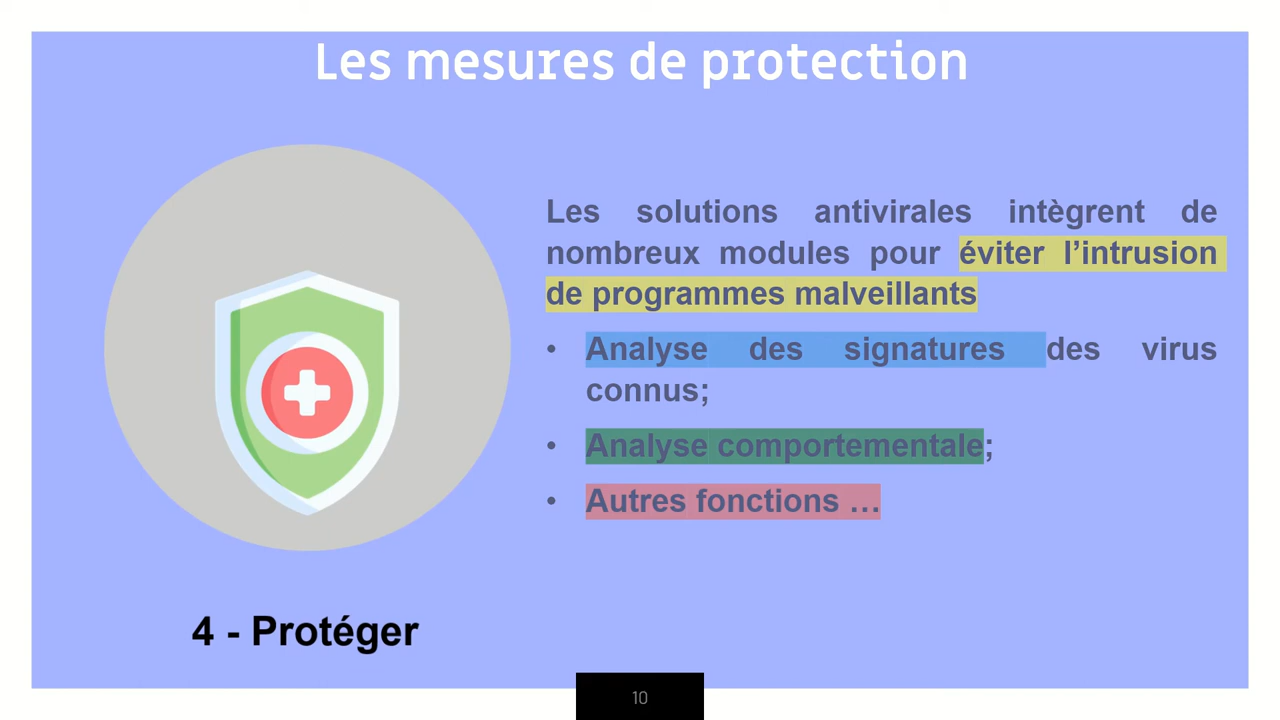 Les mesures de protection
Les solutions antivirales intègrent de
nombreux modules pour éviter l’intrusion
de programmes malveillants
• Analyse des signatures des virus
connus;
• Analyse comportementale;
• Autres fonctions …
4 - Protéger
10